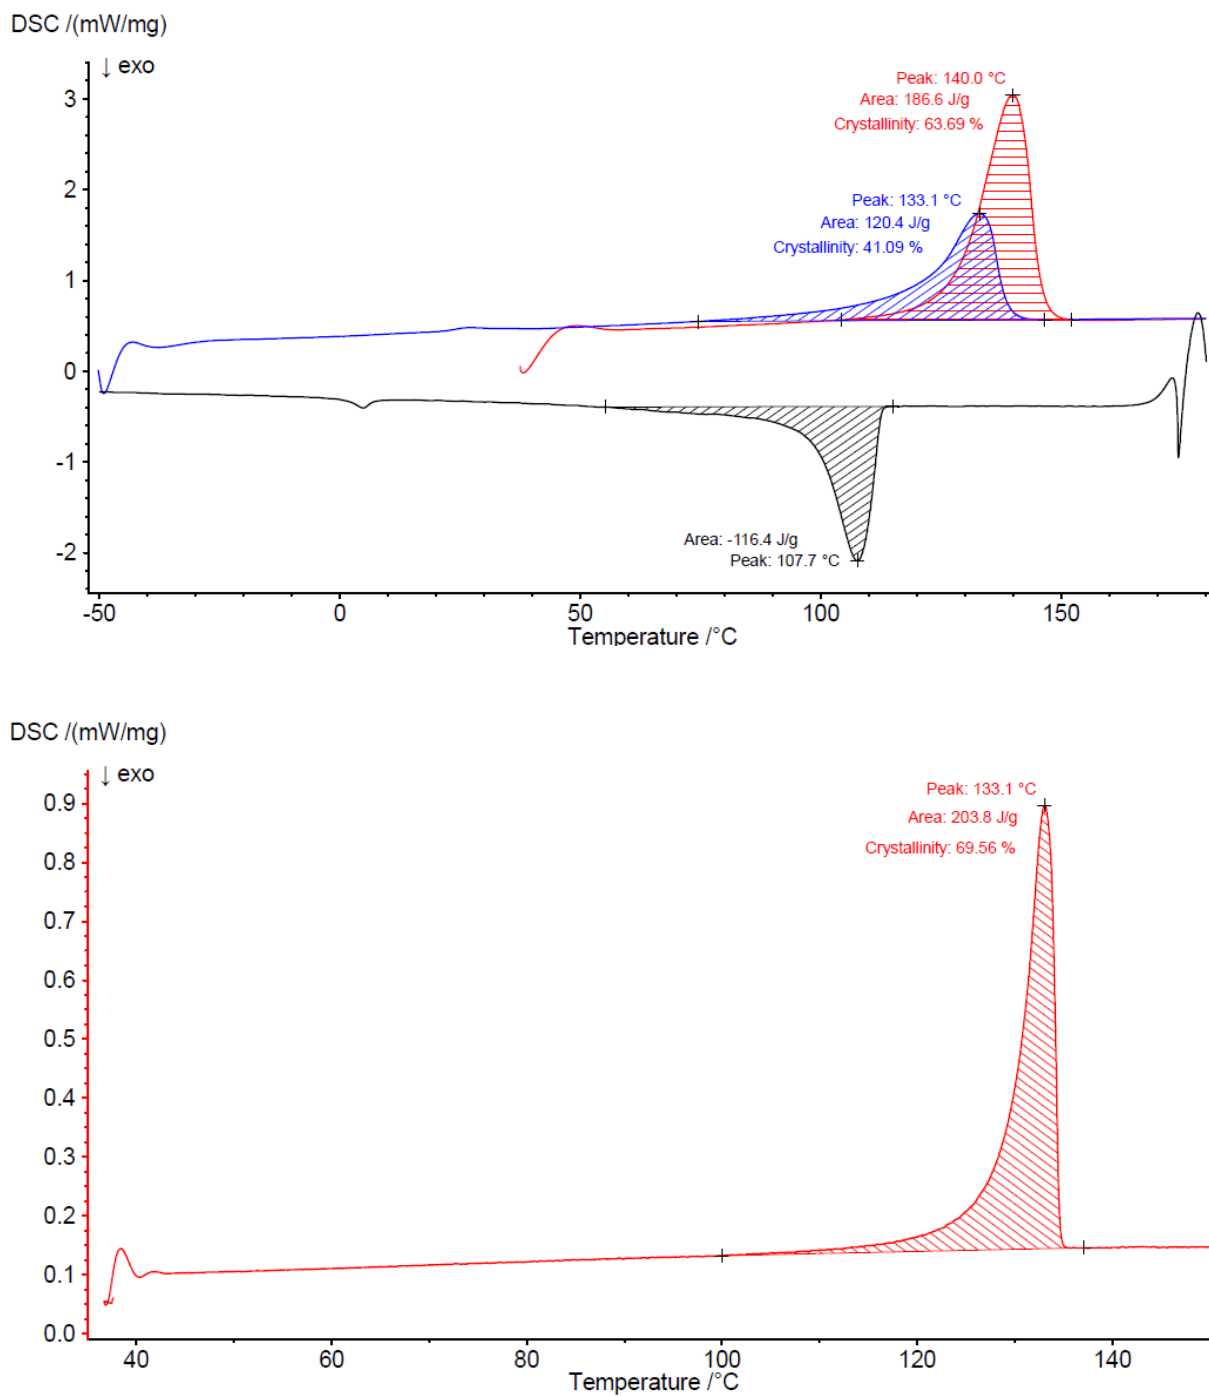 DSC /(mW/mg)
↓ exo
Peak: 140.0 °C
Area: 186.6 J/g
Crystallinity: 63.69 %
Peak: 133.1 °C
Area: 120.4 J/g
Crystallinity: 41.09 %
3
2
1
0
-1
-2
Area: -116.4 J/g
Peak: 107.7 °C
-50 0 50 100 150
Temperature /°C
DSC /(mW/mg)
↓ exo
Peak: 133.1 °C
Area: 203.8 J/g
Crystallinity: 69.56 %
0.9
0.8
0.7
0.6
0.5
0.4
0.3
0.2
0.1
0.0
40 60 80 100 120 140
Temperature /°C